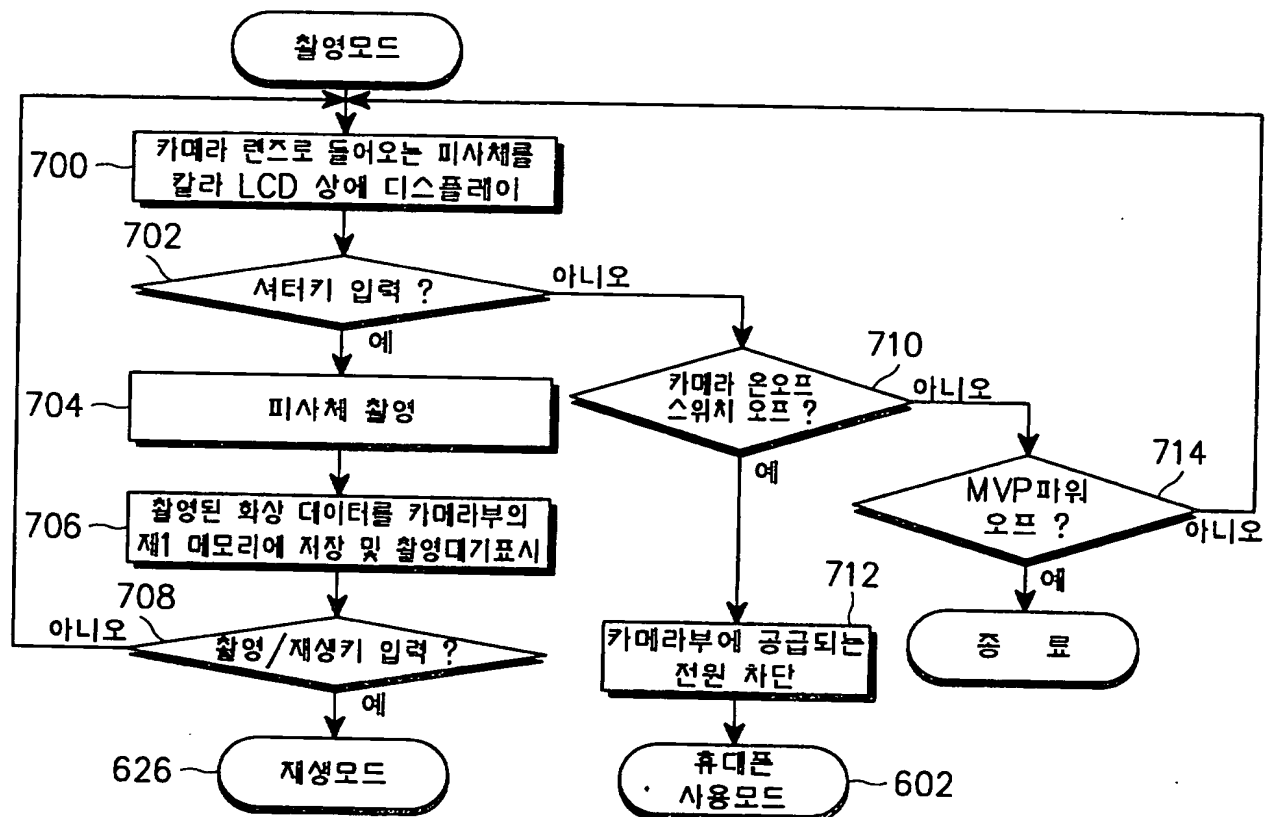 촬영모드
700
카메라 렌즈로 들어오는 피사체를
칼라 LCD 상에 디스플레이
702
셔터키 입력 ?
아니오
예
704
피사체 촬영
706
촬영된 화상 데이터를 카메라부의
제1 메모리에 저장 및 촬영대기표시
708
아니오
촬영/재생키 입력 ?
예
626
재생모드
710
카메라 온오프
스위치 오프 ?
아니오
예
712
카메라부에 공급되는
전원 차단
휴대폰
사용모드
602
714
MVP파워
오프 ?
아니오
예
종 료